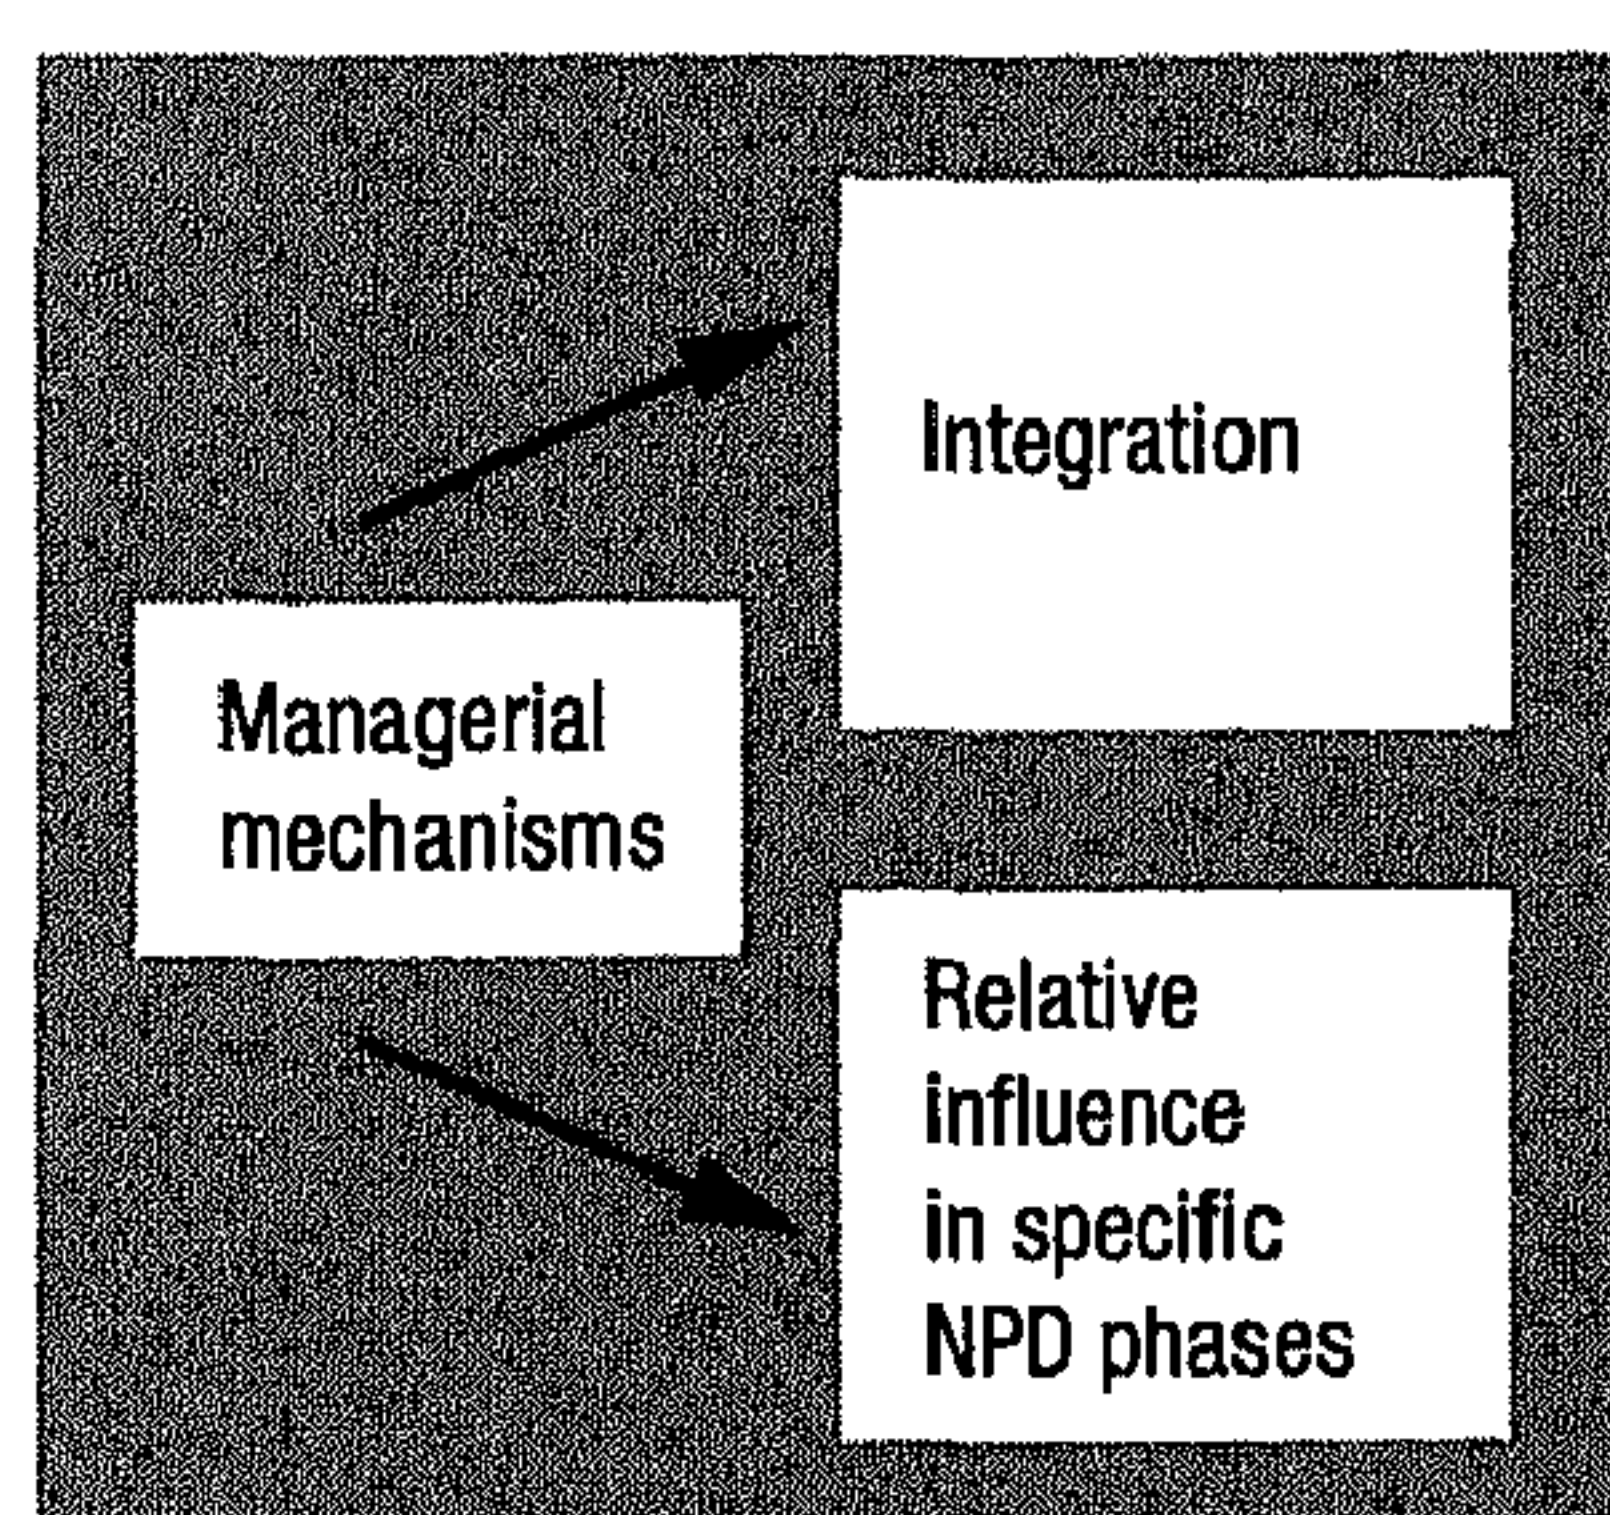 Integration
Managerial
mechanisms
Relative
influence
in specific
NPD phases